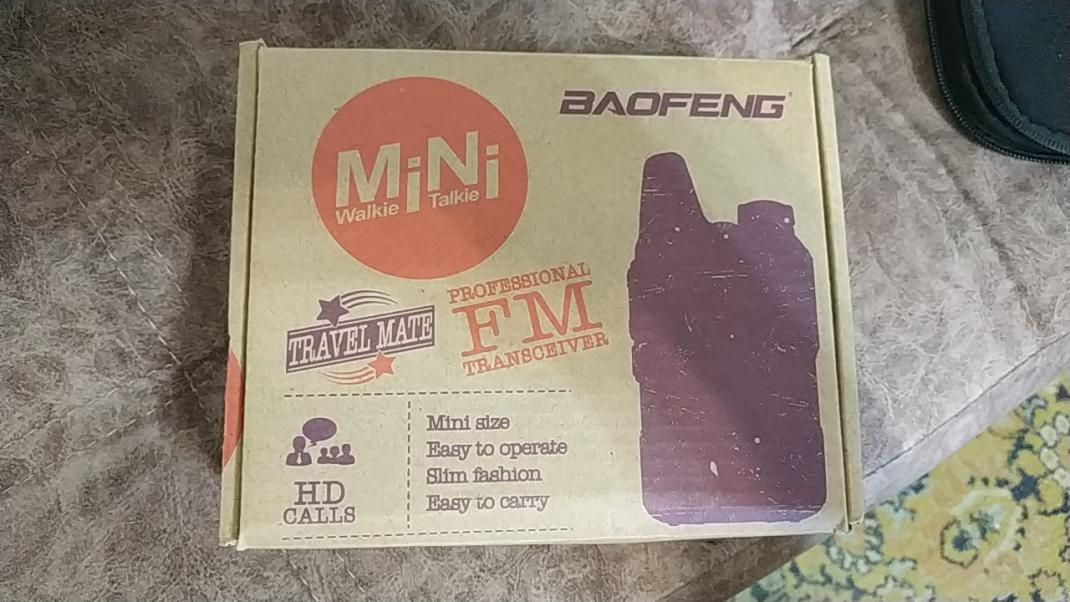 BAOFENG
MiNi
Walkie Talkie
TRAVEL MATE
PROFESSIONAL
FM
TRANSCEIVER
HD
CALLS
Mini size
Easy to operate
Slim fashion
Easy to carry